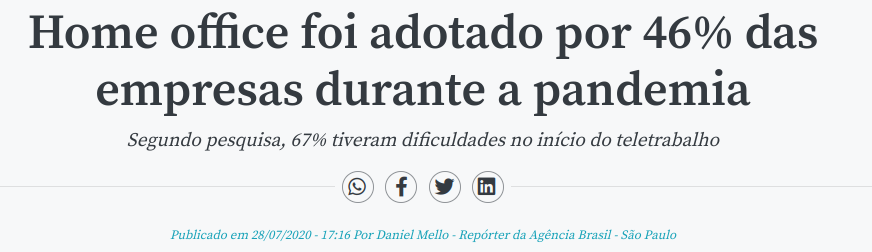 Home office foi adotado por 46% das
empresas durante a pandemia
Segundo pesquisa, 67% tiveram dificuldades no início do teletrabalho
Publicado em 28/07/2020 - 17:16 Por Daniel Mello - Repórter da Agência Brasil - São Paulo